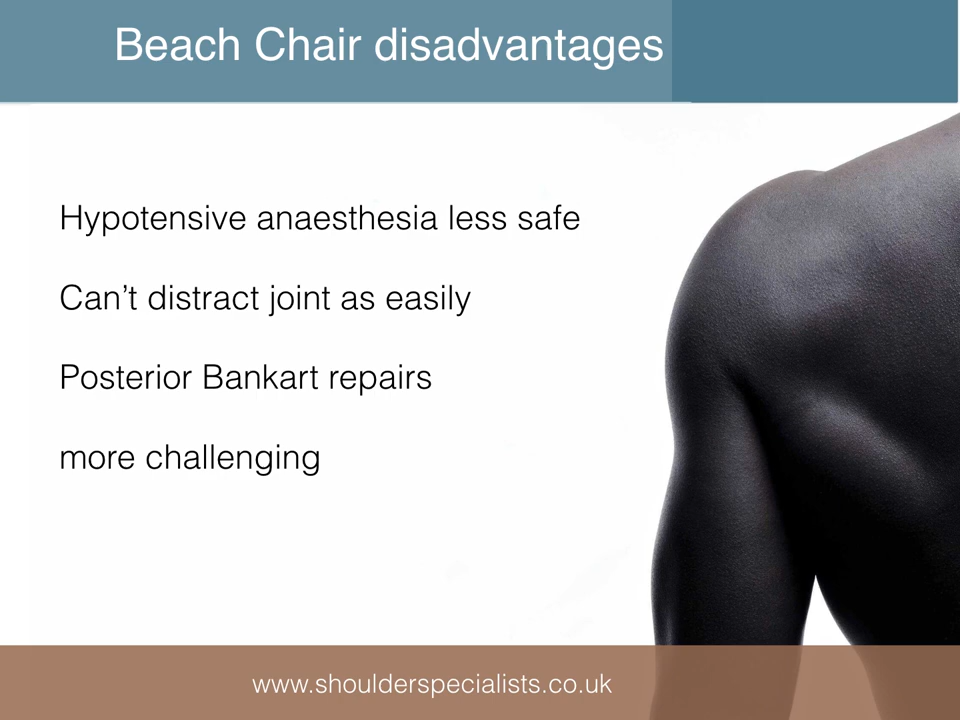 Beach Chair disadvantages
Hypotensive anaesthesia less safe
Can’t distract joint as easily
Posterior Bankart repairs
more challenging
www.shoulderspecialists.co.uk